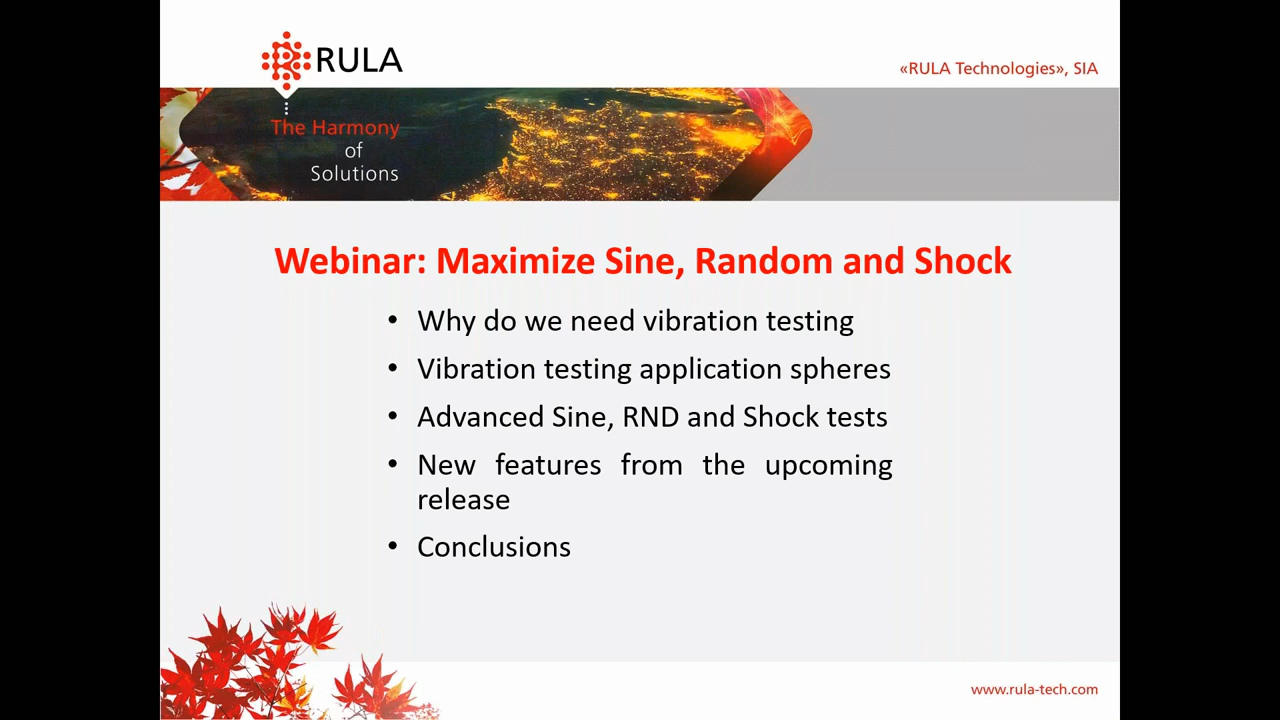 RULA
«RULA Technologies», SIA
The Harmony
of
Solutions
Webinar: Maximize Sine, Random and Shock
• Why do we need vibration testing
• Vibration testing application spheres
• Advanced Sine, RND and Shock tests
• New features from the upcoming
release
• Conclusions
www.rula-tech.com